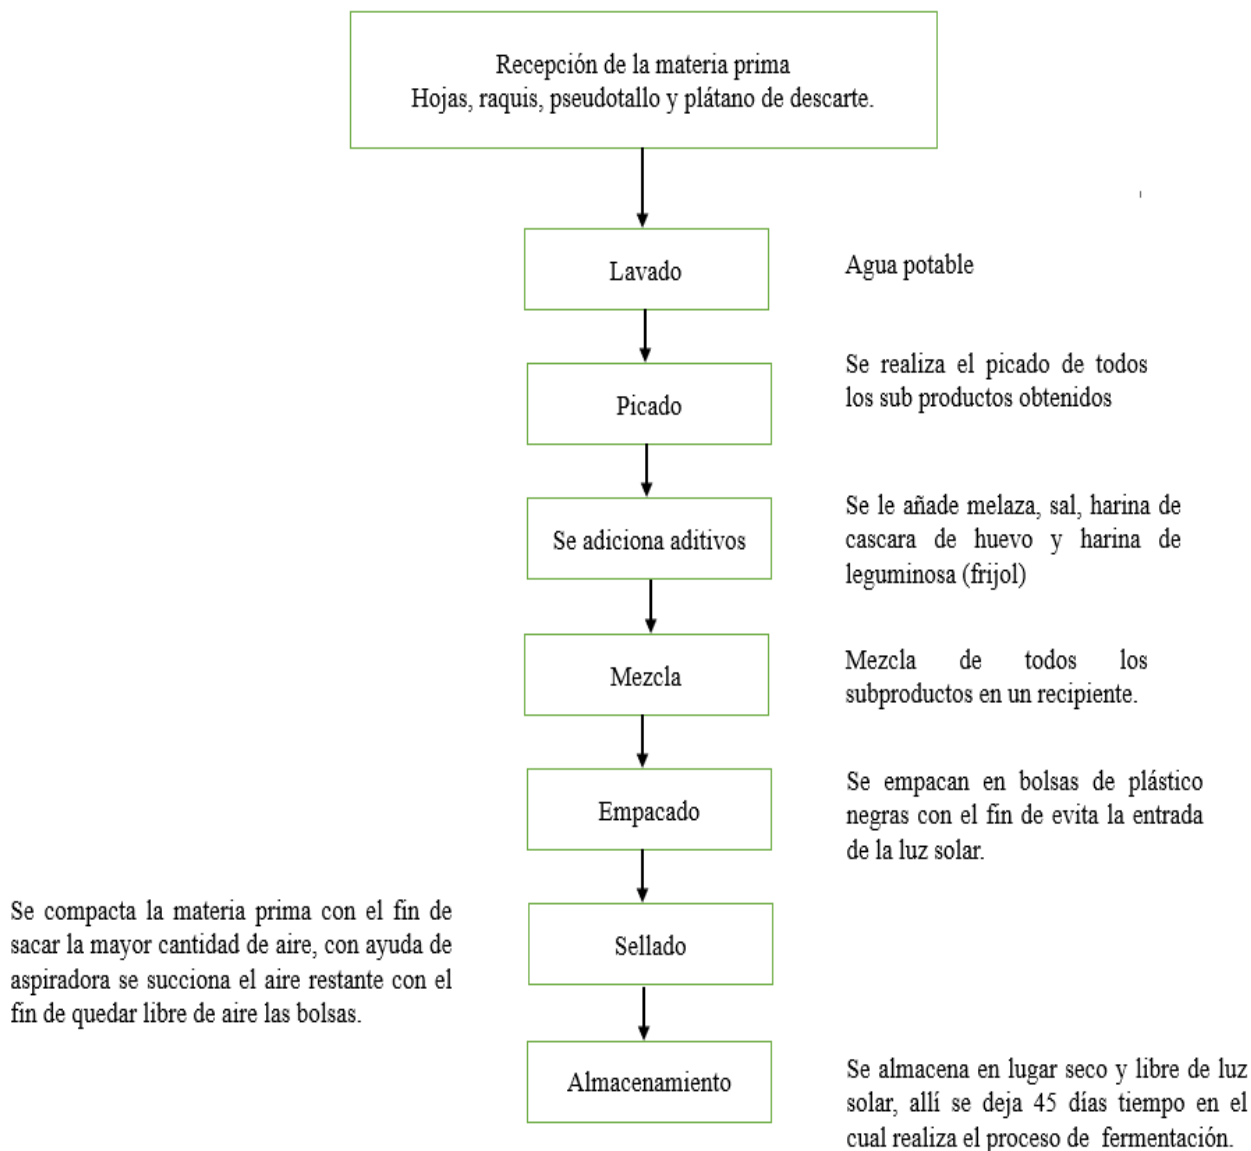 Recepción de la materia prima
Hojas, raquis, pseudotallo y plátano de descarte.
Lavado
Agua potable
Picado
Se realiza el picado de todos
los sub productos obtenidos
Se adiciona aditivos
Se le añade melaza, sal, harina de
cascara de huevo y harina de
leguminosa (frijol)
Mezcla
Mezcla de todos los
subproductos en un recipiente.
Empacado
Se empacan en bolsas de plástico
negras con el fin de evita la entrada
de la luz solar.
Sellado
Se compacta la materia prima con el fin de
sacar la mayor cantidad de aire, con ayuda de
aspiradora se succiona el aire restante con el
fin de quedar libre de aire las bolsas.
Almacenamiento
Se almacena en lugar seco y libre de luz
solar, allí se deja 45 días tiempo en el
cual realiza el proceso de fermentación.